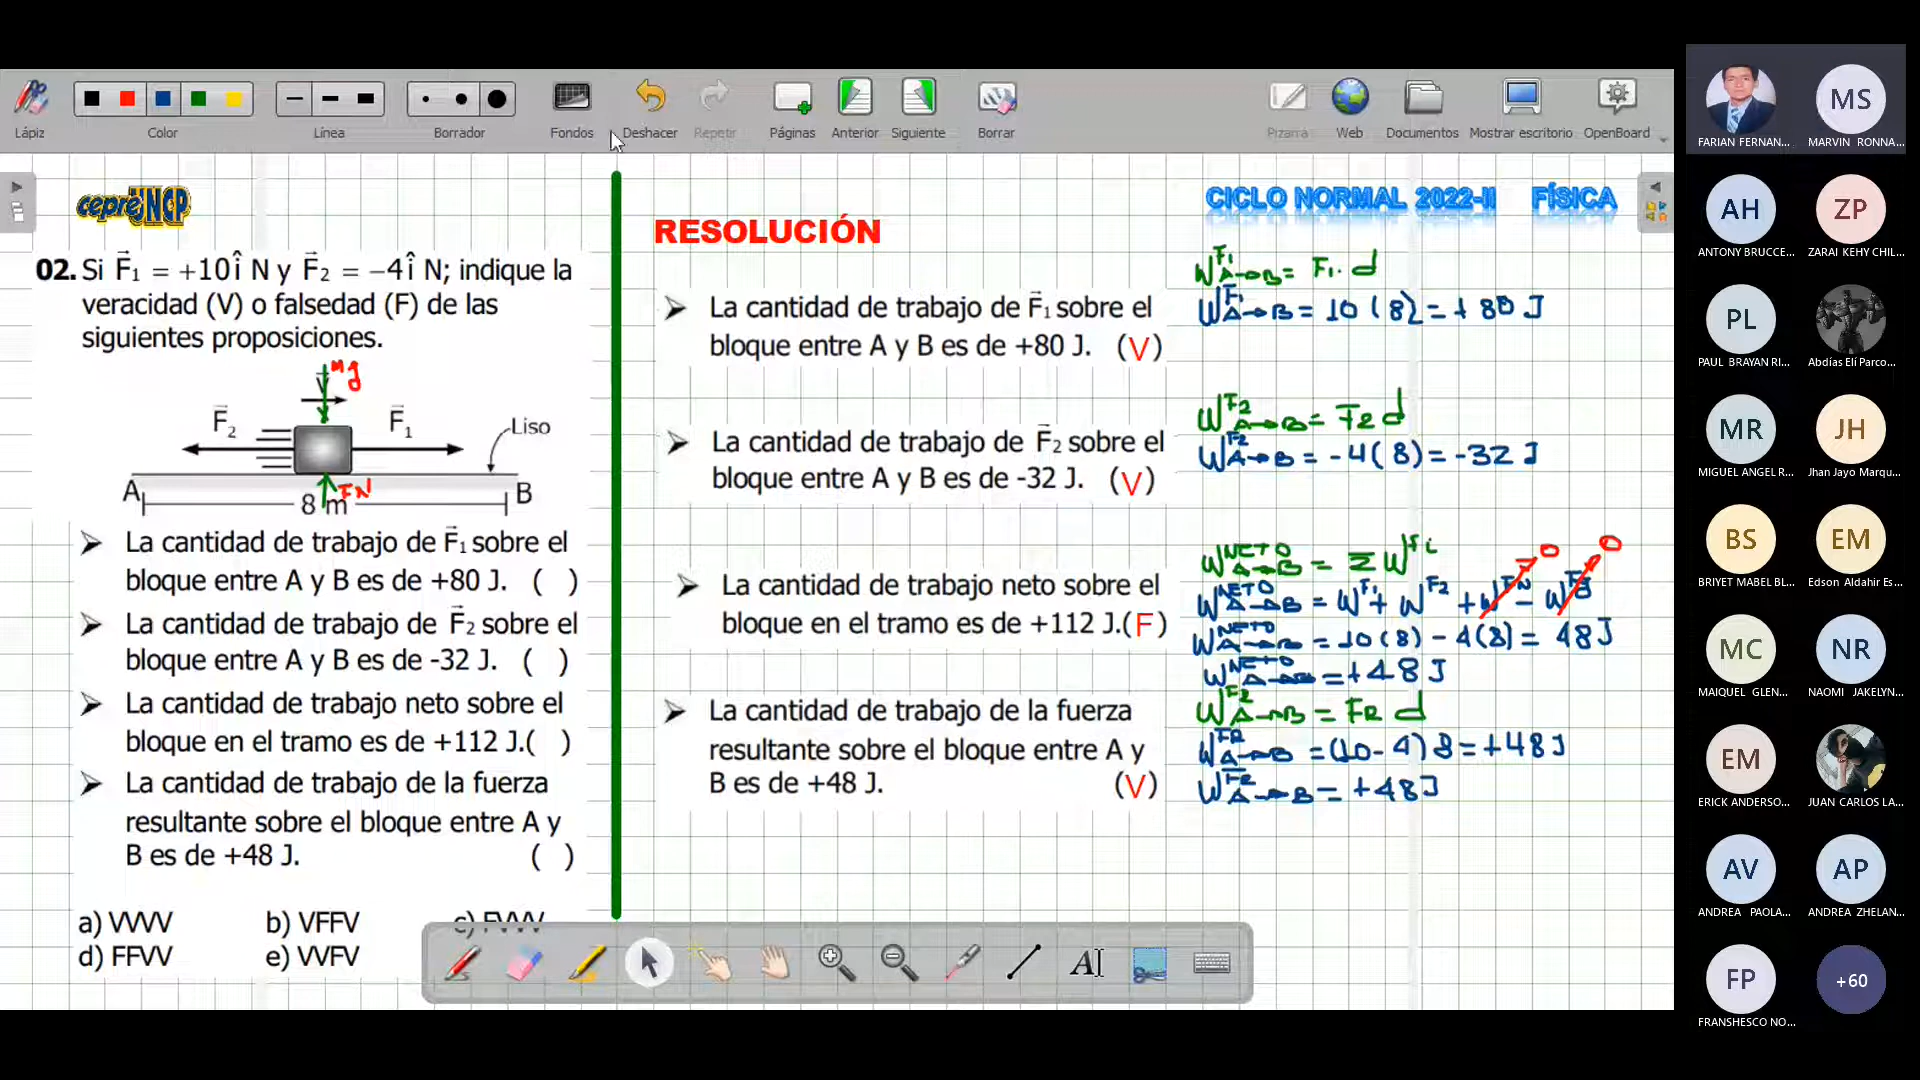 Lápiz
Color
Línea
Borrador
Fondos
Deshacer
Repetir
Páginas
Anterior
Siguiente
Borrar
Pizarra
Web
Documentos
Mostrar escritorio
OpenBoard
cepreUNCP
CICLO NORMAL 2022-II FÍSICA
02. Si F⃗₁ = +10î N y F⃗₂ = −4î N; indique la
veracidad (V) o falsedad (F) de las
siguientes proposiciones.
Mg
V⃗
F⃗₂
F⃗₁
Liso
FN
A
8 m
B
➢ La cantidad de trabajo de F⃗₁ sobre el
bloque entre A y B es de +80 J. ( )
➢ La cantidad de trabajo de F⃗₂ sobre el
bloque entre A y B es de -32 J. ( )
➢ La cantidad de trabajo neto sobre el
bloque en el tramo es de +112 J.( )
➢ La cantidad de trabajo de la fuerza
resultante sobre el bloque entre A y
B es de +48 J. ( )
a) VVVV b) VFFV c) FVVV
d) FFVV e) VVFV
RESOLUCIÓN
➢ La cantidad de trabajo de F⃗₁ sobre el
bloque entre A y B es de +80 J. (V)
➢ La cantidad de trabajo de F⃗₂ sobre el
bloque entre A y B es de -32 J. (V)
➢ La cantidad de trabajo neto sobre el
bloque en el tramo es de +112 J.(F)
➢ La cantidad de trabajo de la fuerza
resultante sobre el bloque entre A y
B es de +48 J. (V)
W^F1 A→B = F1 . d
W^F1 A→B = 10 (8) = +80 J
W^F2 A→B = F2 d
W^F2 A→B = -4(8) = -32 J
W^NETO A→B = Σ W^Fi
W^NETO A→B = W^F1 + W^F2 + W^FN - W^Fg
0 0
W^NETO A→B = 10(8) - 4(8) = 48J
W^NETO A→B = +48J
W^FR A→B = FR d
W^FR A→B = (10-4) 8 = +48J
W^FR A→B = +48J
FARIAN FERNAN...
MS
MARVIN RONNA...
AH
ANTONY BRUCCE...
ZP
ZARAI KEHY CHIL...
PL
PAUL BRAYAN RI...
Abdías Elí Parco...
MR
MIGUEL ANGEL R...
JH
Jhan Jayo Marqu...
BS
BRIYET MABEL BL...
EM
Edson Aldahir Es...
MC
MAIQUEL GLEN...
NR
NAOMI JAKELYN...
EM
ERICK ANDERSO...
JUAN CARLOS LA...
AV
ANDREA PAOLA...
AP
ANDREA ZHELAN...
FP
FRANSHESCO NO...
+60